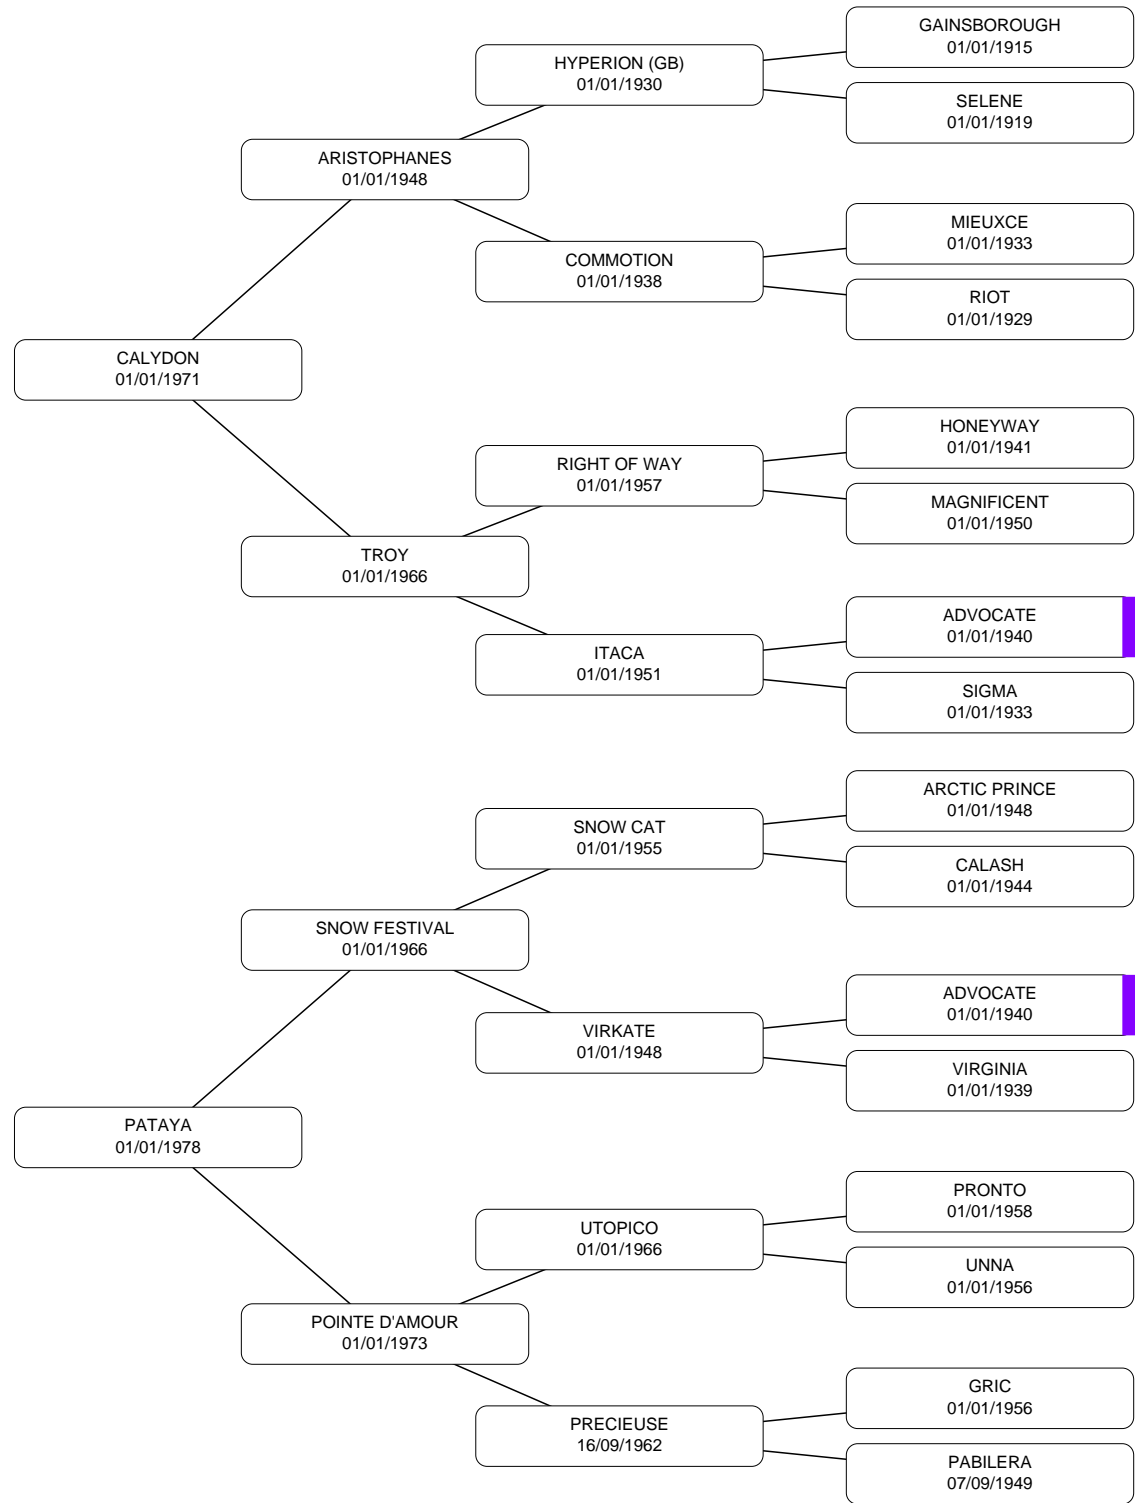 GAINSBOROUGH
01/01/1915
HYPERION (GB)
01/01/1930
SELENE
01/01/1919
ARISTOPHANES
01/01/1948
MIEUXCE
01/01/1933
COMMOTION
01/01/1938
RIOT
01/01/1929
CALYDON
01/01/1971
HONEYWAY
01/01/1941
RIGHT OF WAY
01/01/1957
MAGNIFICENT
01/01/1950
TROY
01/01/1966
ADVOCATE
01/01/1940
ITACA
01/01/1951
SIGMA
01/01/1933
ARCTIC PRINCE
01/01/1948
SNOW CAT
01/01/1955
CALASH
01/01/1944
SNOW FESTIVAL
01/01/1966
ADVOCATE
01/01/1940
VIRKATE
01/01/1948
VIRGINIA
01/01/1939
PATAYA
01/01/1978
PRONTO
01/01/1958
UTOPICO
01/01/1966
UNNA
01/01/1956
POINTE D'AMOUR
01/01/1973
GRIC
01/01/1956
PRECIEUSE
16/09/1962
PABILERA
07/09/1949